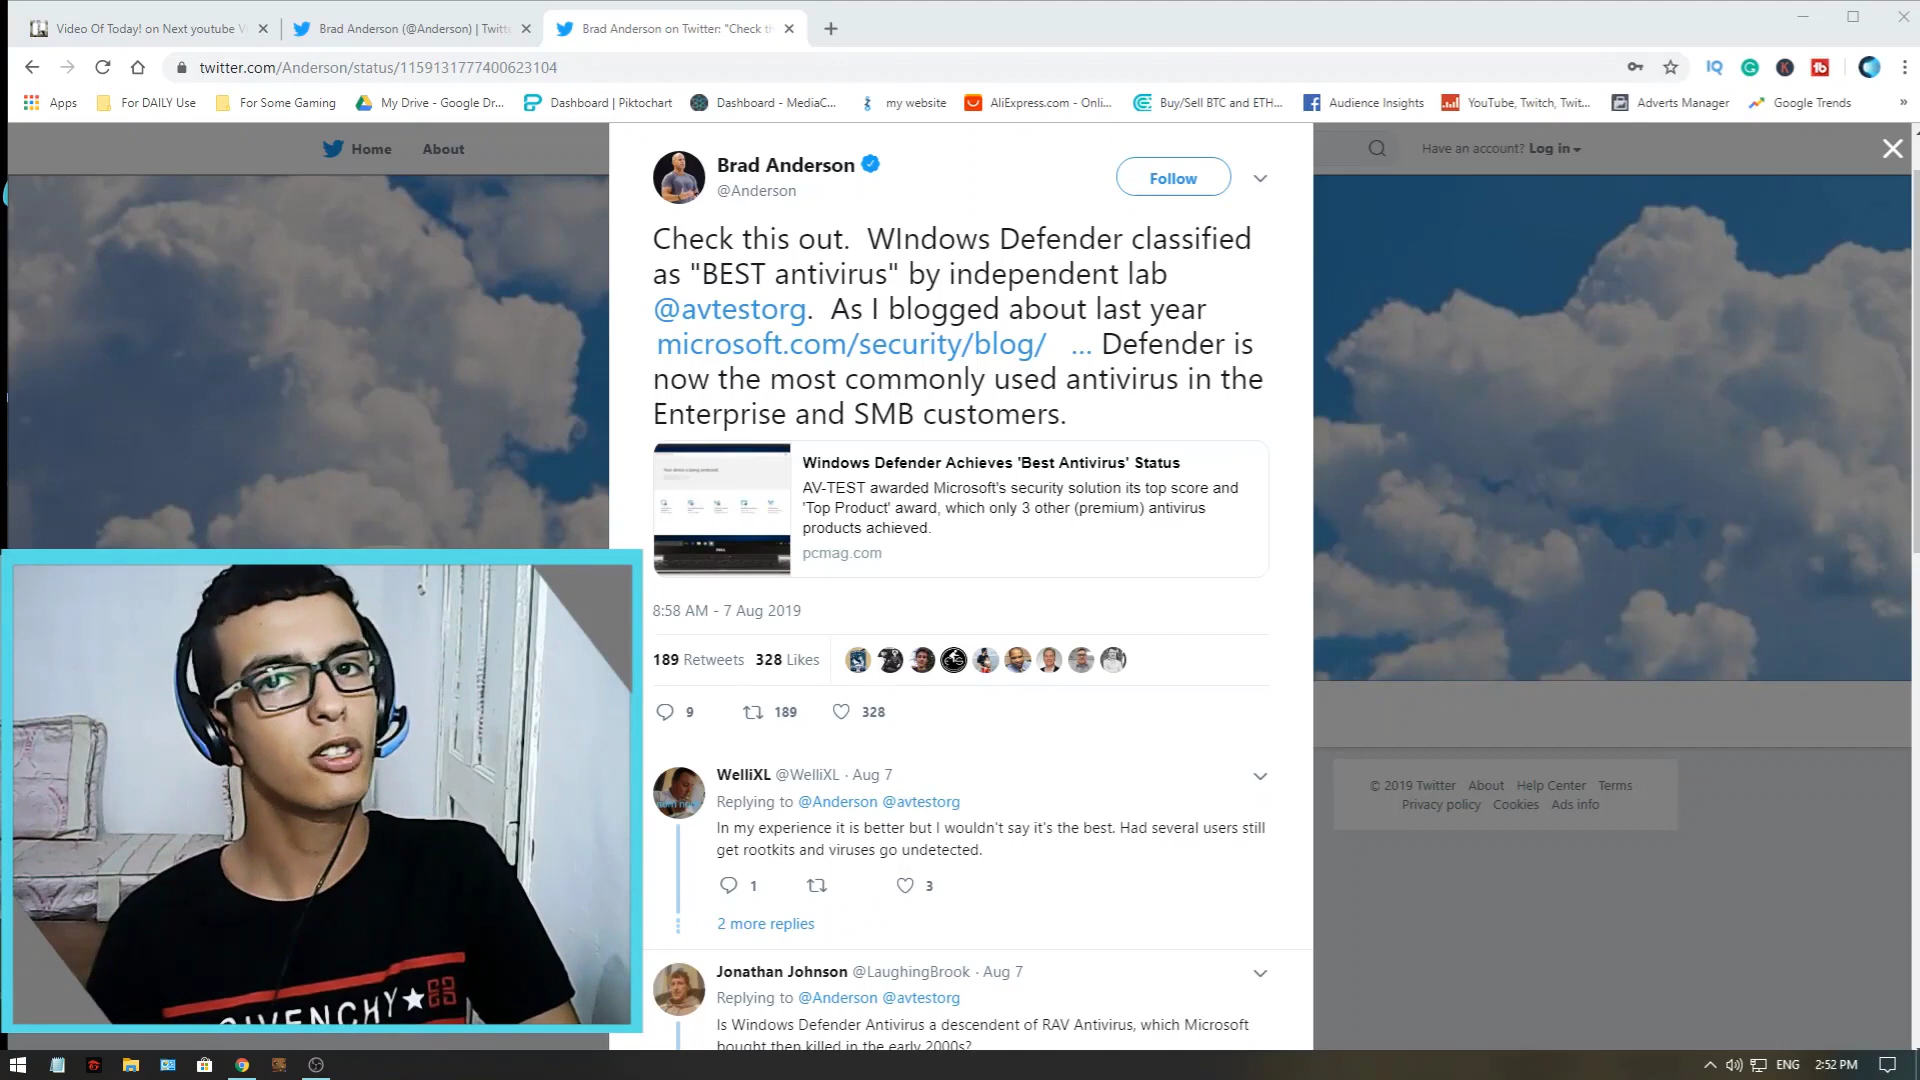 Video Of Today! on Next youtube V
Brad Anderson (@Anderson) | Twitte
Brad Anderson on Twitter: "Check th
twitter.com/Anderson/status/1159131777400623104
Apps
For DAILY Use
For Some Gaming
My Drive - Google Dr...
Dashboard | Piktochart
Dashboard - MediaC...
my website
AliExpress.com - Onli...
Buy/Sell BTC and ETH...
Audience Insights
YouTube, Twitch, Twit...
Adverts Manager
Google Trends
»
Home
About
Have an account? Log in
Brad Anderson
@Anderson
Follow
Check this out.  WIndows Defender classified
as "BEST antivirus" by independent lab
@avtestorg.  As I blogged about last year
microsoft.com/security/blog/ ... Defender is
now the most commonly used antivirus in the
Enterprise and SMB customers.
Windows Defender Achieves 'Best Antivirus' Status
AV-TEST awarded Microsoft's security solution its top score and
'Top Product' award, which only 3 other (premium) antivirus
products achieved.
pcmag.com
8:58 AM - 7 Aug 2019
189 Retweets 328 Likes
9 189 328
WelliXL @WelliXL · Aug 7
Replying to @Anderson @avtestorg
In my experience it is better but I wouldn't say it's the best. Had several users still
get rootkits and viruses go undetected.
1 3
2 more replies
Jonathan Johnson @LaughingBrook · Aug 7
Replying to @Anderson @avtestorg
Is Windows Defender Antivirus a descendent of RAV Antivirus, which Microsoft
bought then killed in the early 2000s?
© 2019 Twitter About Help Center Terms
Privacy policy Cookies Ads info
GIVENCHY
ENG
2:52 PM